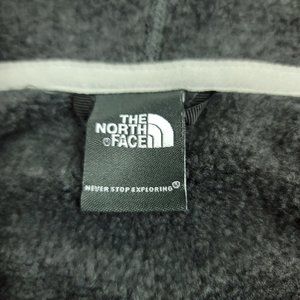 THE
NORTH
FACE
NEVER STOP EXPLORING